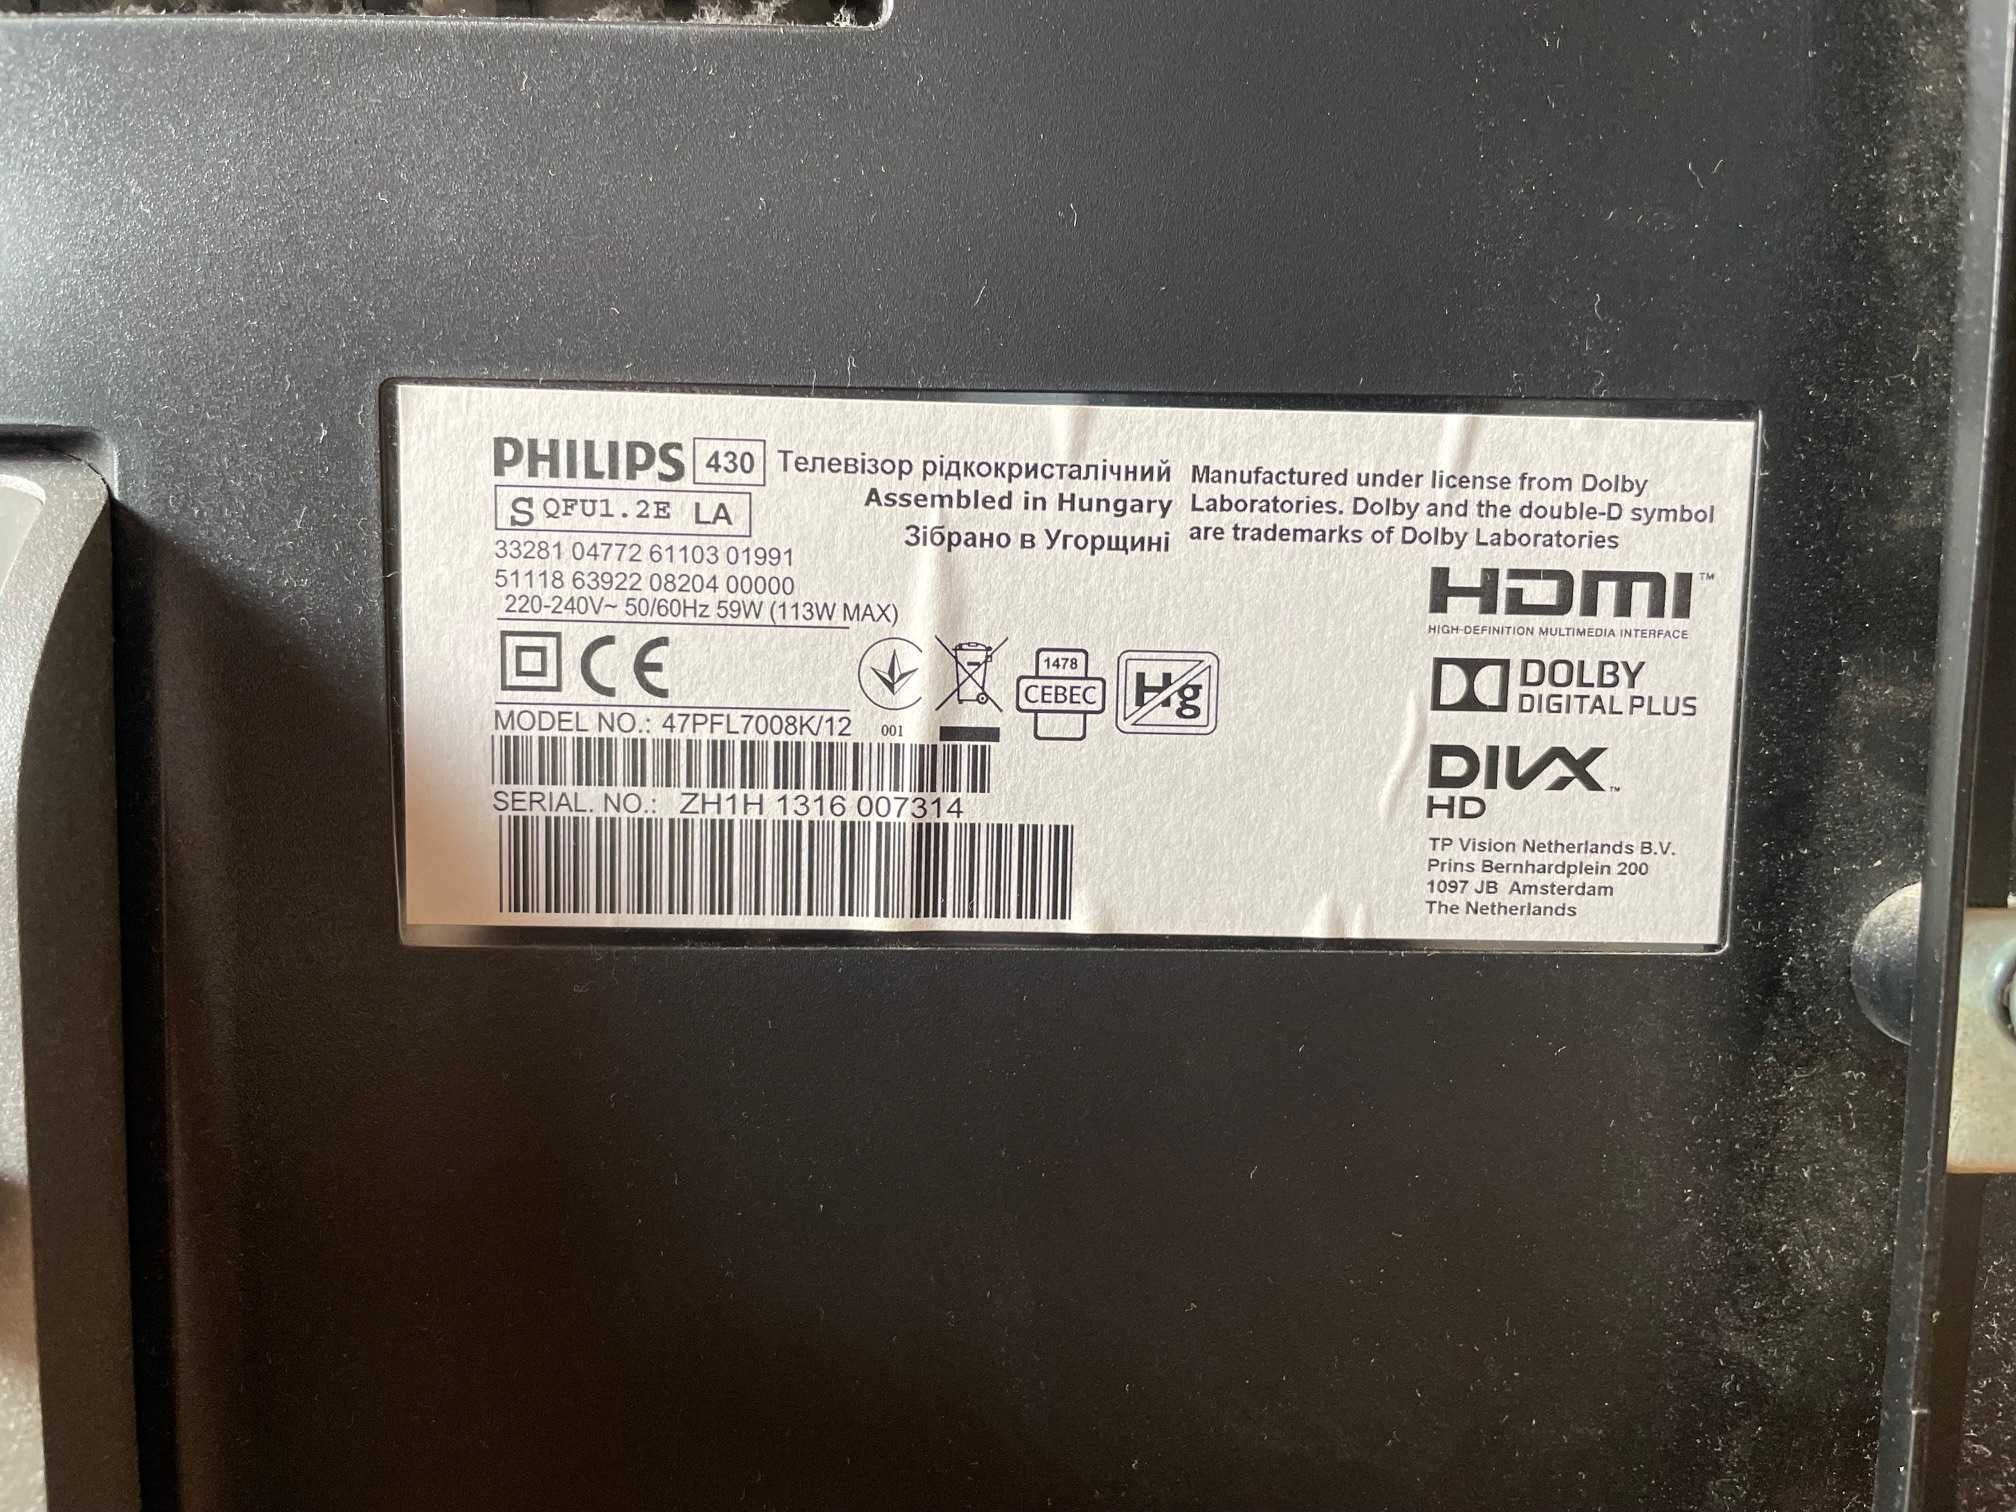 PHILIPS 430
S QFU1.2E LA
33281 04772 61103 01991
51118 63922 08204 00000
220-240V~ 50/60Hz 59W (113W MAX)
CE
MODEL NO.: 47PFL7008K/12
SERIAL. NO.: ZH1H 1316 007314
Телевізор рідкокристалічний
Assembled in Hungary
Зібрано в Угорщині
001
1478
CEBEC
Hg
Manufactured under license from Dolby
Laboratories. Dolby and the double-D symbol
are trademarks of Dolby Laboratories
HDMI™
HIGH-DEFINITION MULTIMEDIA INTERFACE
DOLBY
DIGITAL PLUS
DIVX™
HD
TP Vision Netherlands B.V.
Prins Bernhardplein 200
1097 JB Amsterdam
The Netherlands